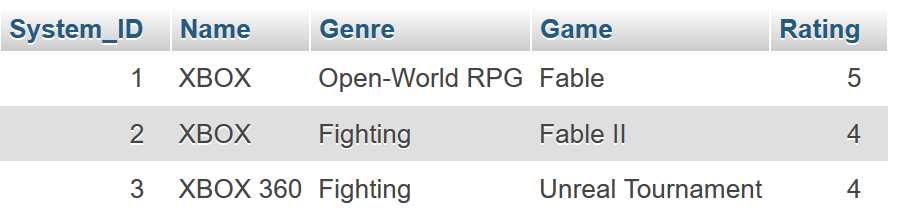 System_ID Name Genre Game Rating
1 XBOX Open-World RPG Fable 5
2 XBOX Fighting Fable II 4
3 XBOX 360 Fighting Unreal Tournament 4